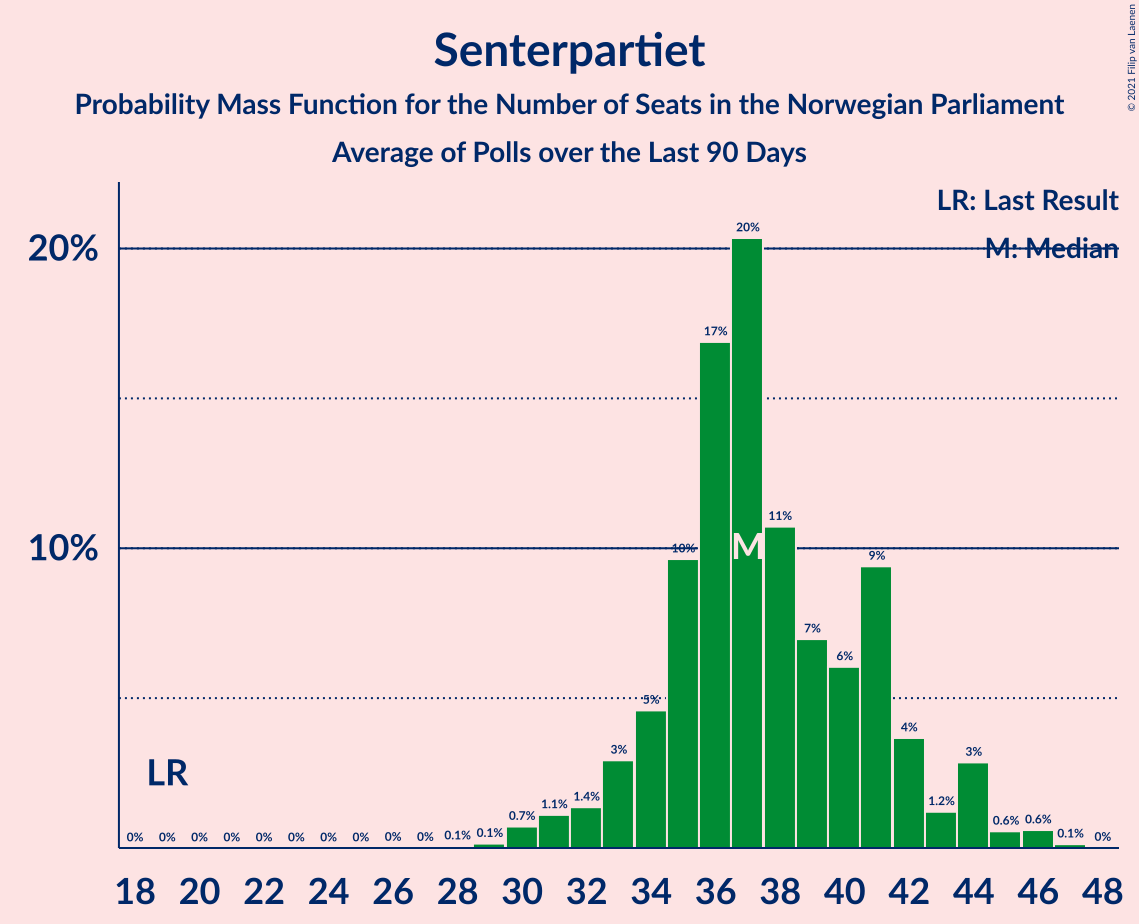 Senterpartiet
Probability Mass Function for the Number of Seats in the Norwegian Parliament
Average of Polls over the Last 90 Days
© 2021 Filip van Laenen
LR: Last Result
M: Median
20%
10%
LR
M
0% 0% 0% 0% 0% 0% 0% 0% 0% 0% 0.1% 0.1% 0.7% 1.1% 1.4% 3% 5% 10% 17% 20% 11% 7% 6% 9% 4% 1.2% 3% 0.6% 0.6% 0.1% 0%
18 20 22 24 26 28 30 32 34 36 38 40 42 44 46 48